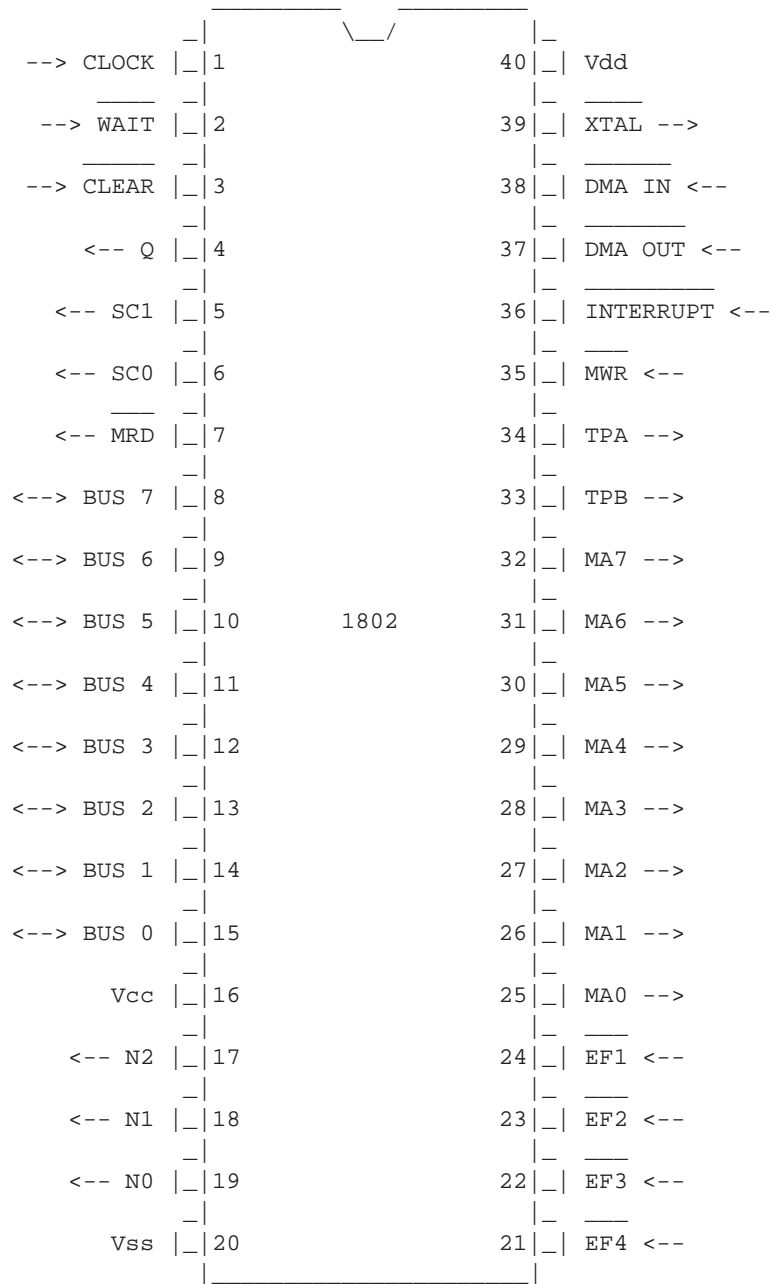 --> CLOCK |_|1 40|_| Vdd
--> WAIT |_|2 39|_| XTAL -->
--> CLEAR |_|3 38|_| DMA IN <--
<-- Q |_|4 37|_| DMA OUT <--
<-- SC1 |_|5 36|_| INTERRUPT <--
<-- SC0 |_|6 35|_| MWR <--
<-- MRD |_|7 34|_| TPA -->
<--> BUS 7 |_|8 33|_| TPB -->
<--> BUS 6 |_|9 32|_| MA7 -->
<--> BUS 5 |_|10 1802 31|_| MA6 -->
<--> BUS 4 |_|11 30|_| MA5 -->
<--> BUS 3 |_|12 29|_| MA4 -->
<--> BUS 2 |_|13 28|_| MA3 -->
<--> BUS 1 |_|14 27|_| MA2 -->
<--> BUS 0 |_|15 26|_| MA1 -->
Vcc |_|16 25|_| MA0 -->
<-- N2 |_|17 24|_| EF1 <--
<-- N1 |_|18 23|_| EF2 <--
<-- N0 |_|19 22|_| EF3 <--
Vss |_|20 21|_| EF4 <--